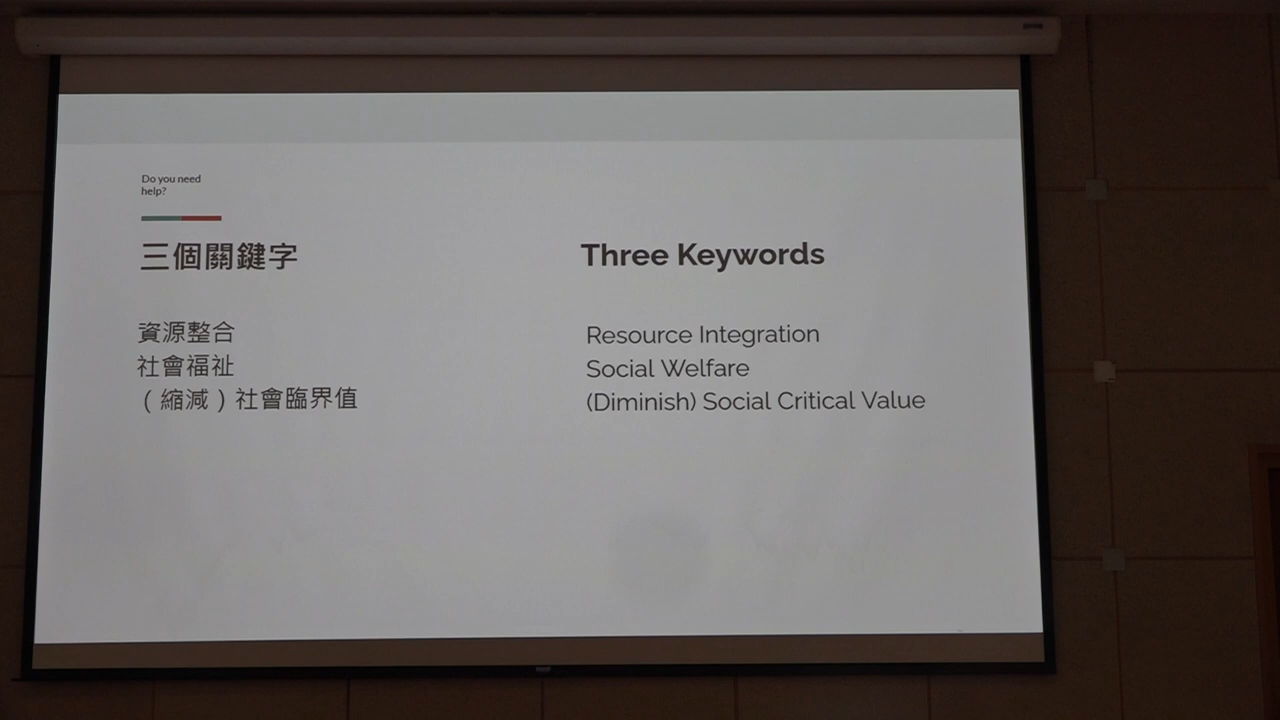 Do you need
help?
三個關鍵字
資源整合
社會福祉
（縮減）社會臨界值
Three Keywords
Resource Integration
Social Welfare
(Diminish) Social Critical Value